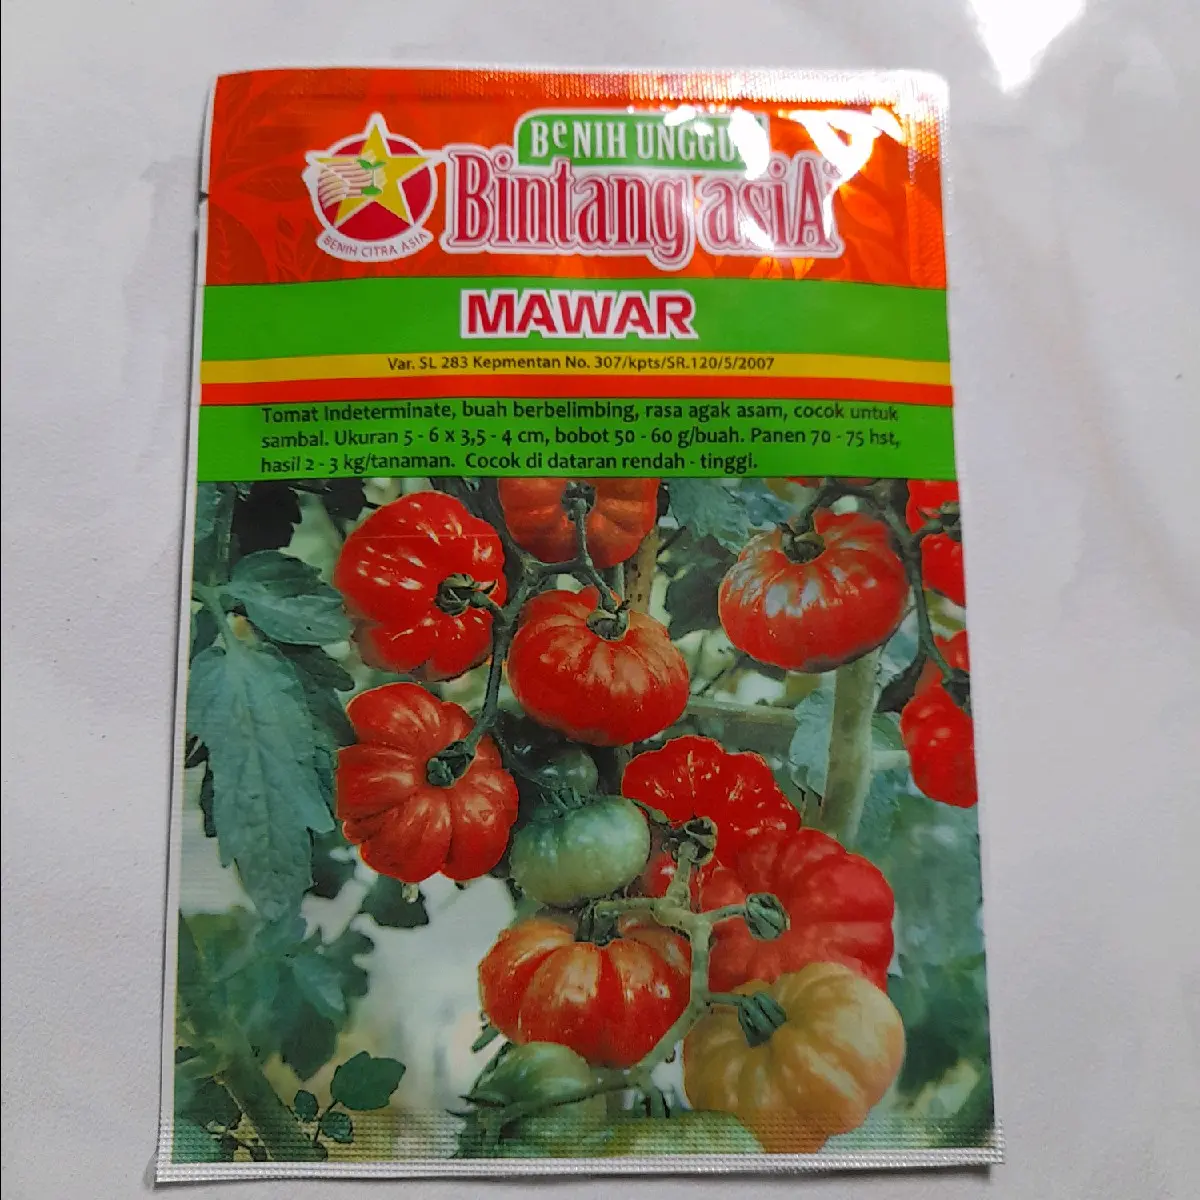 BeNIH UNGGUL
Bintang asiA
BENIH CITRA ASIA
MAWAR
Var. SL 283 Kepmentan No. 307/kpts/SR.120/5/2007
Tomat Indeterminate, buah berbelimbing, rasa agak asam, cocok untuk
sambal. Ukuran 5 - 6 x 3,5 - 4 cm, bobot 50 - 60 g/buah. Panen 70 - 75 hst,
hasil 2 - 3 kg/tanaman. Cocok di dataran rendah - tinggi.